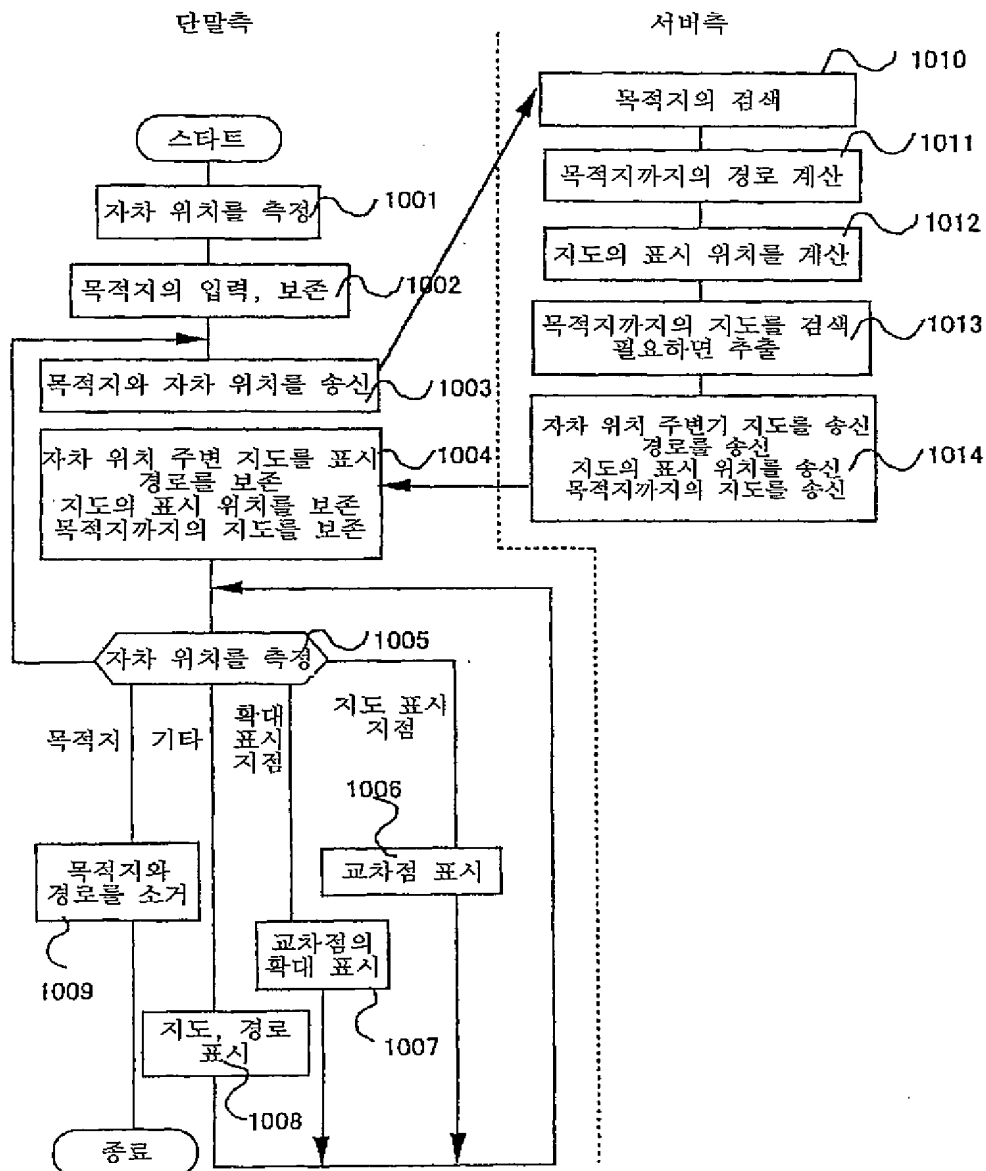 단말측
서버측
스타트
자차 위치를 측정
1001
목적지의 입력, 보존
1002
목적지와 자차 위치를 송신
1003
자차 위치 주변 지도를 표시
경로를 보존
지도의 표시 위치를 보존
목적지까지의 지도를 보존
1004
목적지의 검색
1010
목적지까지의 경로 계산
1011
지도의 표시 위치를 계산
1012
목적지까지의 지도를 검색
필요하면 추출
1013
자차 위치 주변기 지도를 송신
경로를 송신
지도의 표시 위치를 송신
목적지까지의 지도를 송신
1014
자차 위치를 측정
1005
목적지
기타
확대
표시
지점
지도 표시
지점
1006
교차점 표시
목적지와
경로를 소거
1009
교차점의
확대 표시
1007
지도, 경로
표시
1008
종료